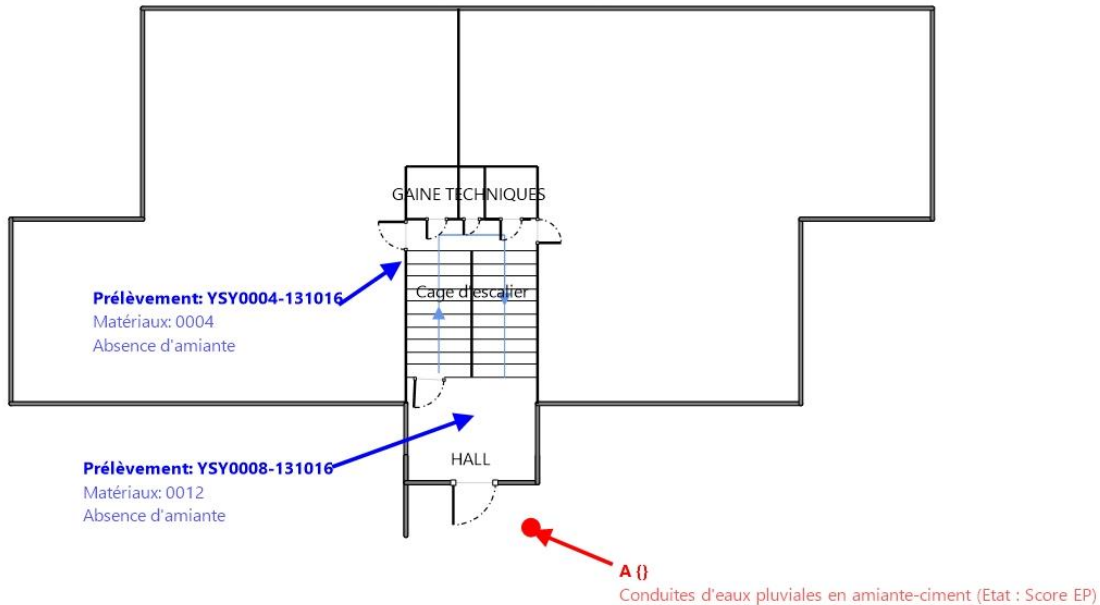 GAINE TECHNIQUES
Cage d'escalier
Prélèvement: YSY0004-131016
Matériaux: 0004
Absence d'amiante
HALL
Prélèvement: YSY0008-131016
Matériaux: 0012
Absence d'amiante
A {}
Conduites d'eaux pluviales en amiante-ciment (Etat : Score EP)